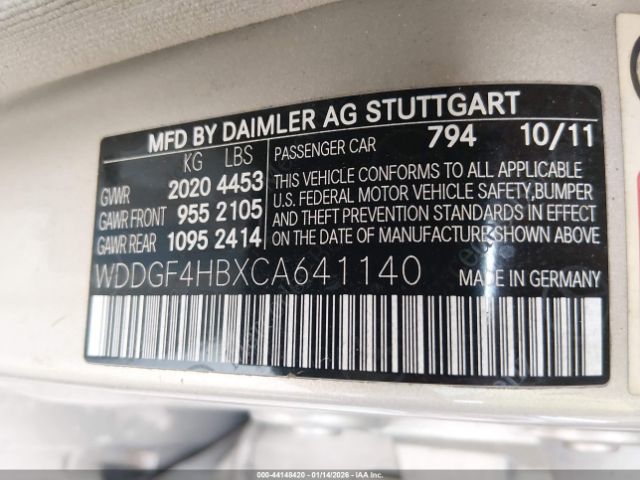 MFD BY DAIMLER AG STUTTGART
KG LBS
GVWR 2020 4453
GAWR FRONT 955 2105
GAWR REAR 1095 2414
PASSENGER CAR 794 10/11
THIS VEHICLE CONFORMS TO ALL APPLICABLE
U.S. FEDERAL MOTOR VEHICLE SAFETY,BUMPER
AND THEFT PREVENTION STANDARDS IN EFFECT
ON THE DATE OF MANUFACTURE SHOWN ABOVE.
WDDGF4HBXCA641140
MADE IN GERMANY
000-44148420 - 01/14/2026 - IAAI